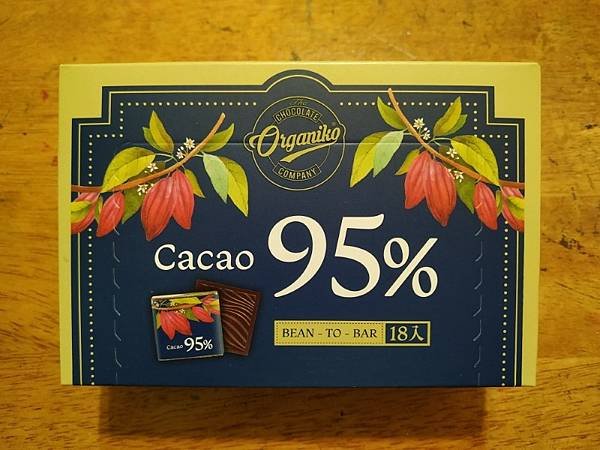 The
CHOCOLATE
Organiko®
COMPANY
Cacao 95%
Cacao 95%
BEAN - TO - BAR 18入